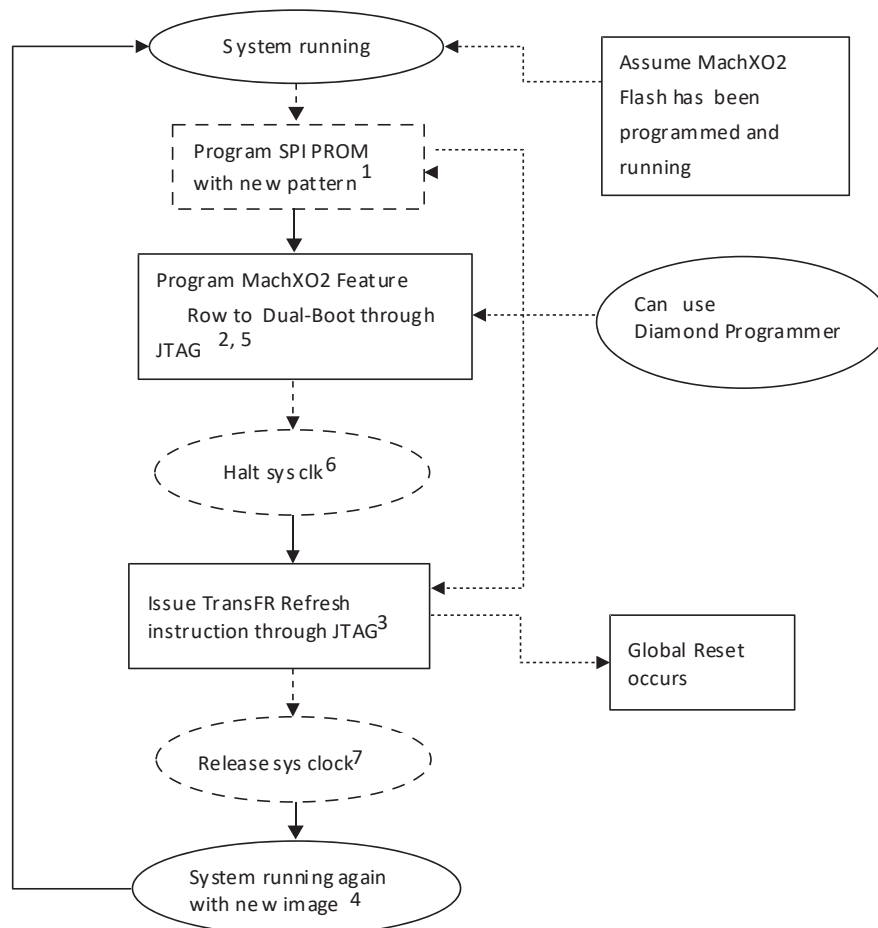 System running
Assume MachXO2
Flash has been
programmed and
running
Program SPI PROM
with new pattern 1
Program MachXO2 Feature
Row to Dual-Boot through
JTAG 2, 5
Can use
Diamond Programmer
Halt sys clk 6
Issue TransFR Refresh
instruction through JTAG 3
Global Reset
occurs
Release sys clock 7
System running again
with new image 4